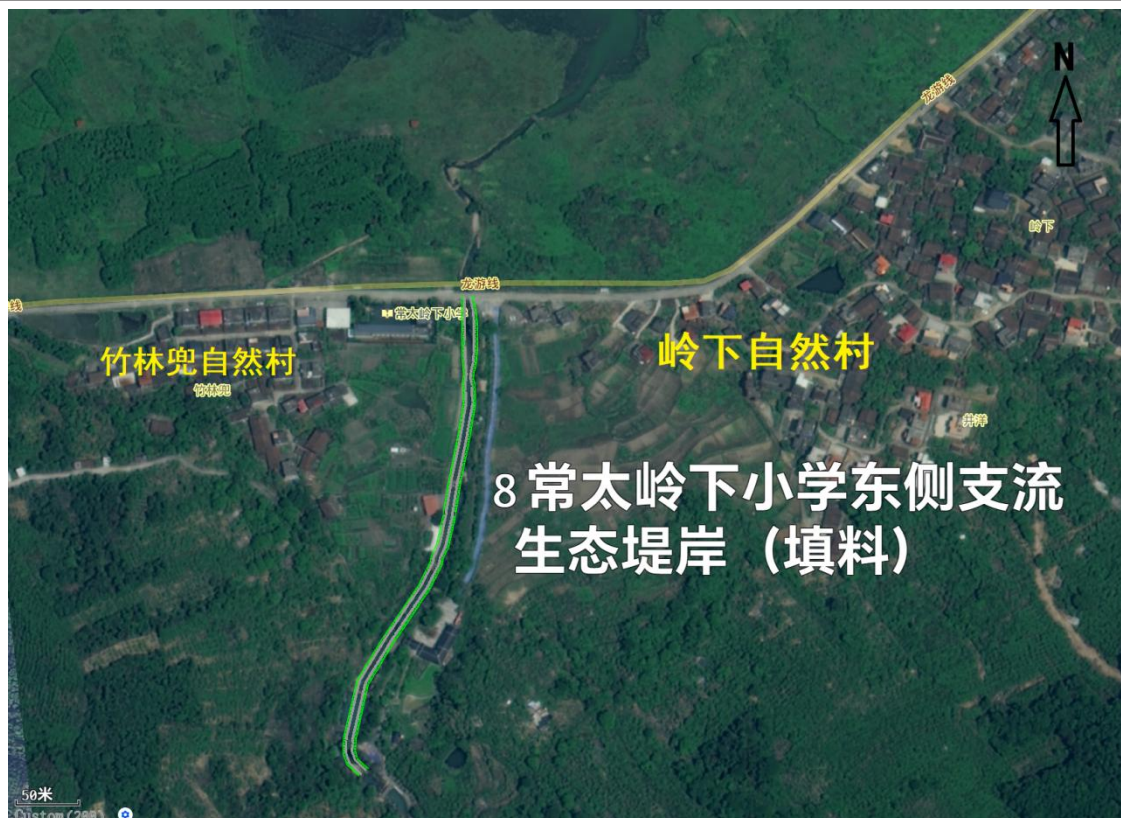 N
龙游线
岭下
龙游线
线
常太岭下小学
竹林兜自然村
岭下自然村
竹林兜
井洋
8常太岭下小学东侧支流
生态堤岸（填料）
50米